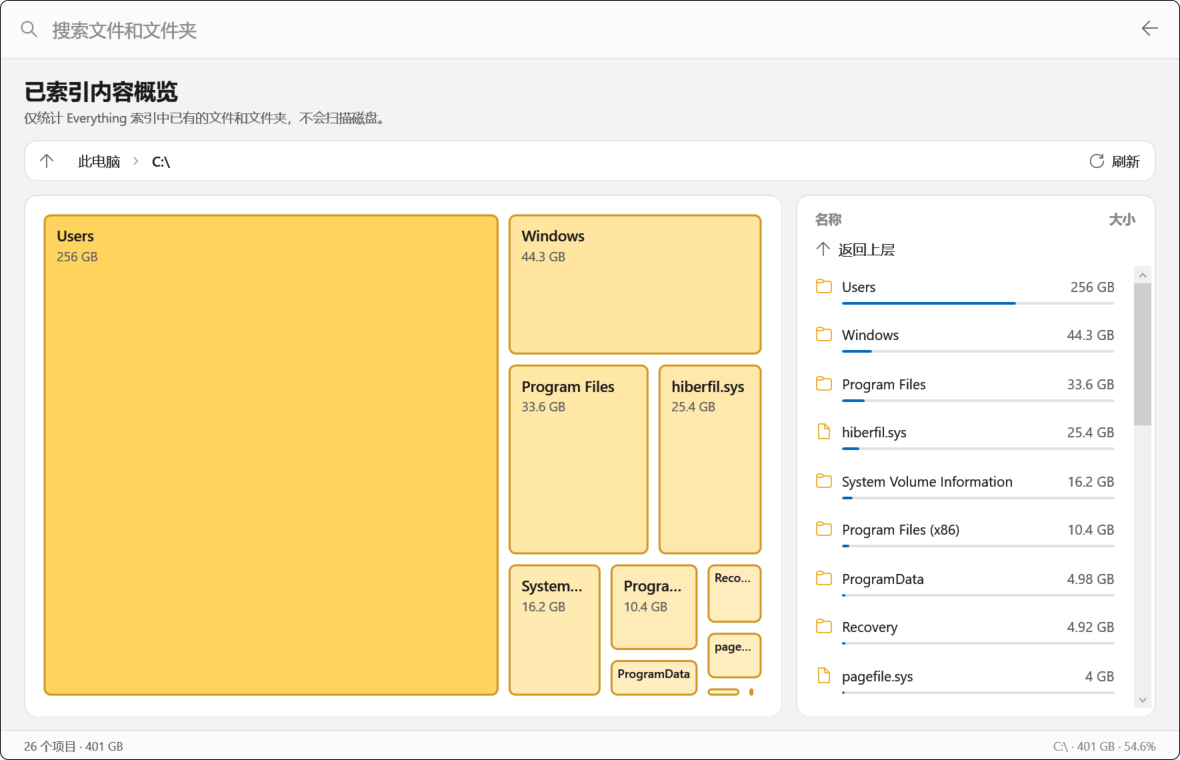 搜索文件和文件夹
已索引内容概览
仅统计 Everything 索引中已有的文件和文件夹，不会扫描磁盘。
此电脑 > C:\
刷新
Users
256 GB
Windows
44.3 GB
Program Files
33.6 GB
hiberfil.sys
25.4 GB
System...
16.2 GB
Progra...
10.4 GB
Reco...
page...
ProgramData
名称 大小
返回上层
Users 256 GB
Windows 44.3 GB
Program Files 33.6 GB
hiberfil.sys 25.4 GB
System Volume Information 16.2 GB
Program Files (x86) 10.4 GB
ProgramData 4.98 GB
Recovery 4.92 GB
pagefile.sys 4 GB
26 个项目 · 401 GB
C:\ · 401 GB · 54.6%